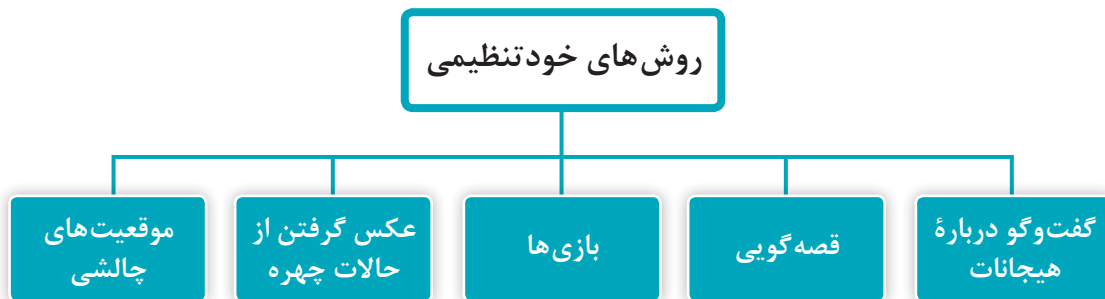 روش‌های خودتنظیمی
گفت‌وگو دربارهٔ
هیجانات
قصه‌گویی
بازی‌ها
عکس گرفتن از
حالات چهره
موقعیت‌های
چالشی